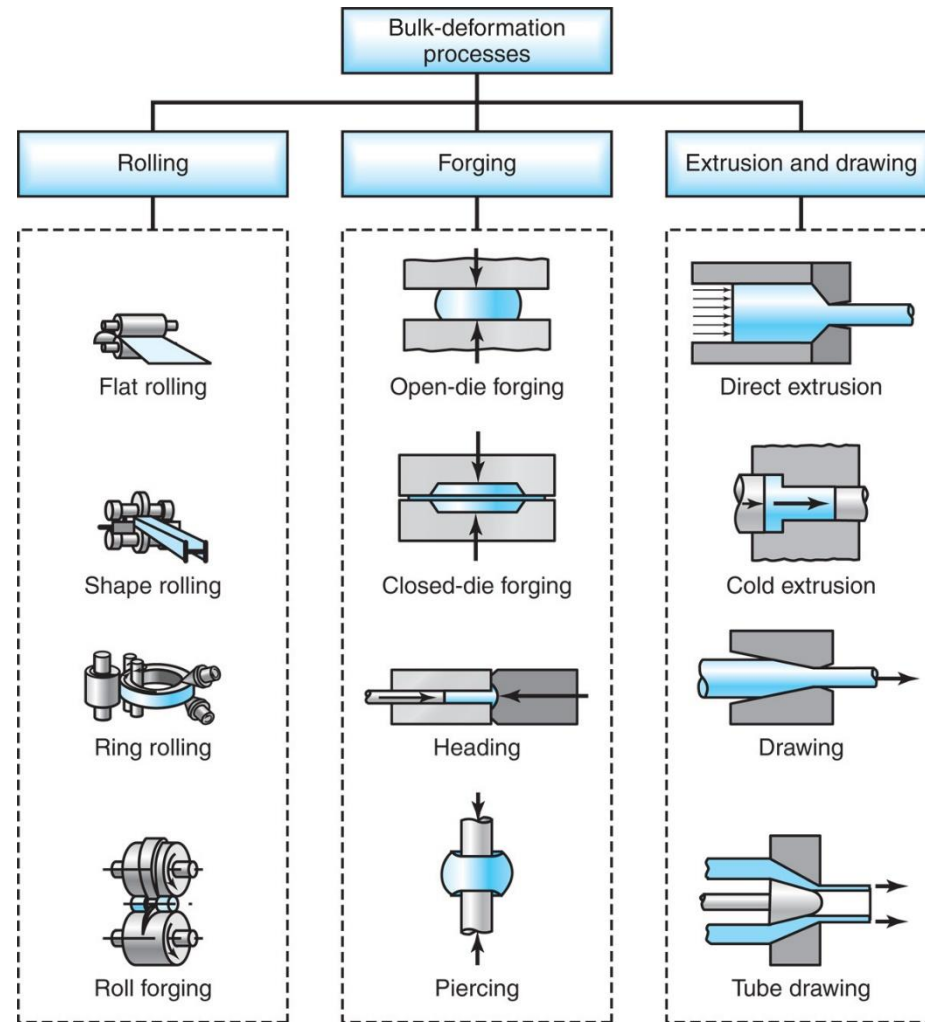 Bulk-deformation
processes
Rolling
Forging
Extrusion and drawing
Flat rolling
Shape rolling
Ring rolling
Roll forging
Open-die forging
Closed-die forging
Heading
Piercing
Direct extrusion
Cold extrusion
Drawing
Tube drawing